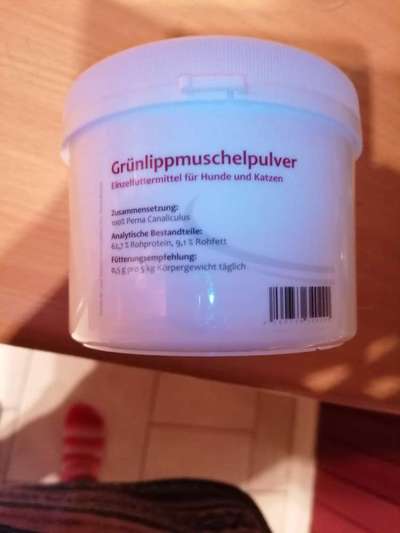 Grünlippmuschelpulver
Einzelfuttermittel für Hunde und Katzen
Zusammensetzung:
100% Perna Canaliculus
Analytische Bestandteile:
61,7 % Rohprotein, 9,1 % Rohfett
Fütterungsempfehlung:
0,5 g pro 5 kg Körpergewicht täglich